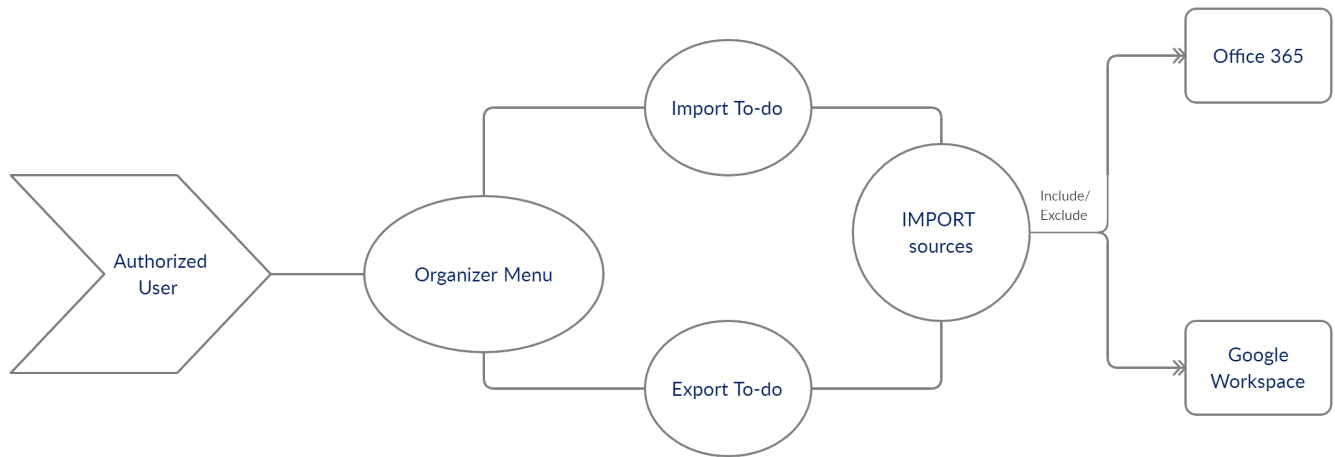 Authorized
User
Organizer Menu
Import To-do
Export To-do
IMPORT
sources
Include/
Exclude
Office 365
Google
Workspace